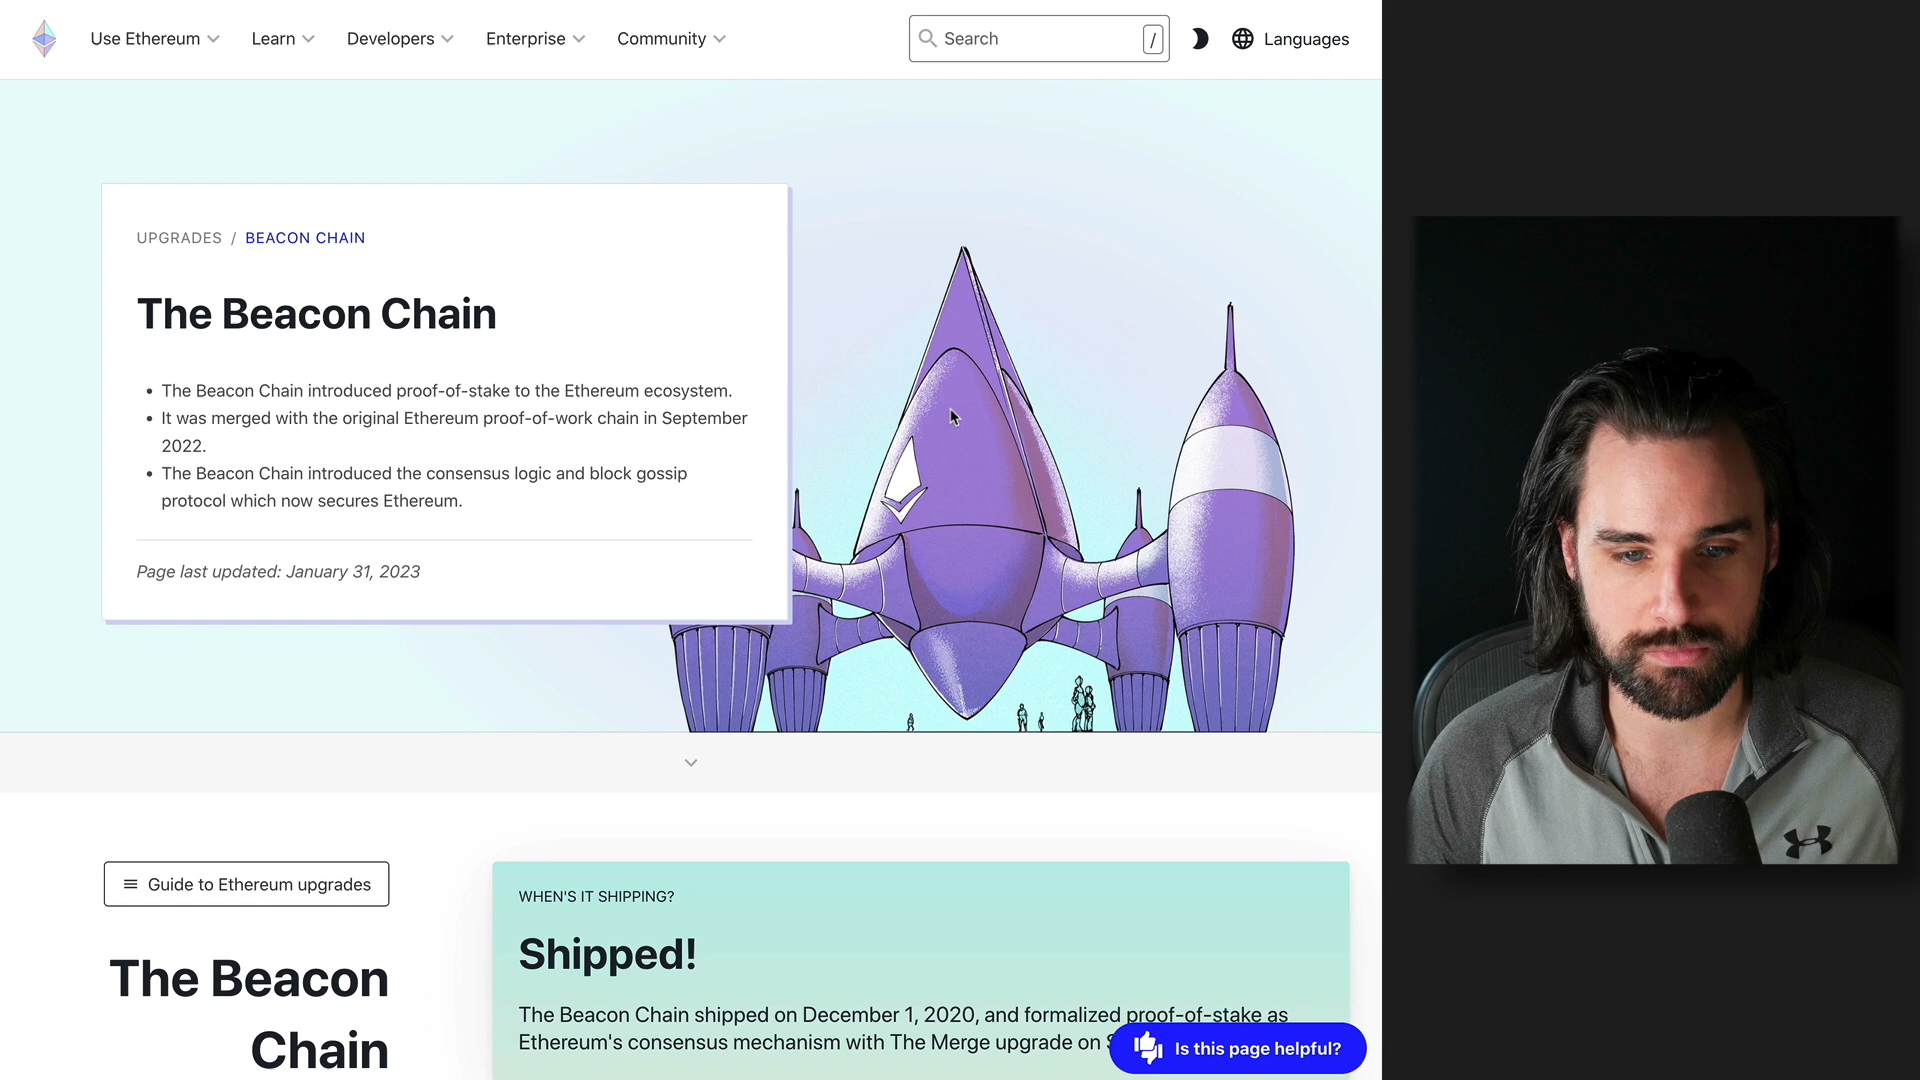 Use Ethereum
Learn
Developers
Enterprise
Community
Search
/
Languages
UPGRADES / BEACON CHAIN
The Beacon Chain
• The Beacon Chain introduced proof-of-stake to the Ethereum ecosystem.
• It was merged with the original Ethereum proof-of-work chain in September
2022.
• The Beacon Chain introduced the consensus logic and block gossip
protocol which now secures Ethereum.
Page last updated: January 31, 2023
Guide to Ethereum upgrades
The Beacon
Chain
WHEN'S IT SHIPPING?
Shipped!
The Beacon Chain shipped on December 1, 2020, and formalized proof-of-stake as
Ethereum's consensus mechanism with The Merge upgrade on
Is this page helpful?